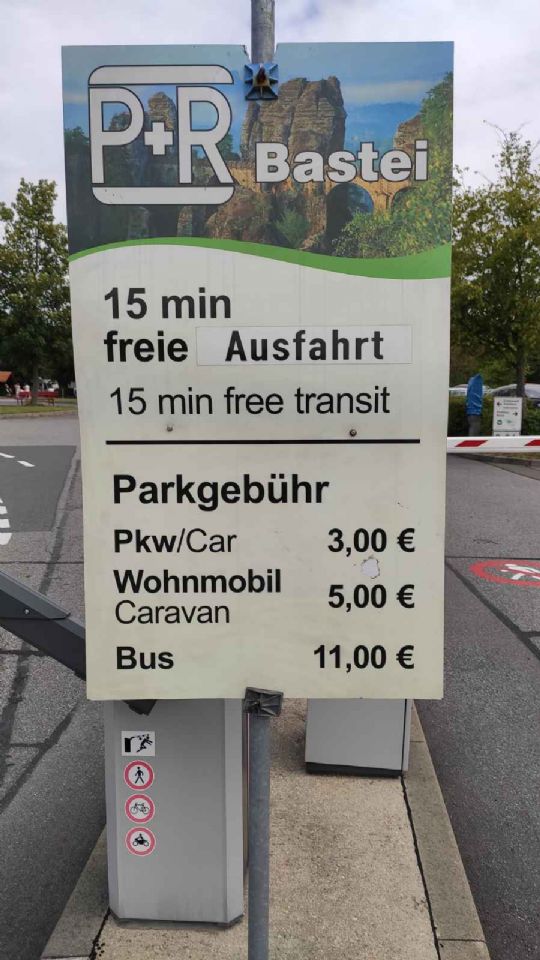 P+R Bastei
15 min
freie Ausfahrt
15 min free transit
Parkgebühr
Pkw/Car 3,00 €
Wohnmobil
Caravan 5,00 €
Bus 11,00 €